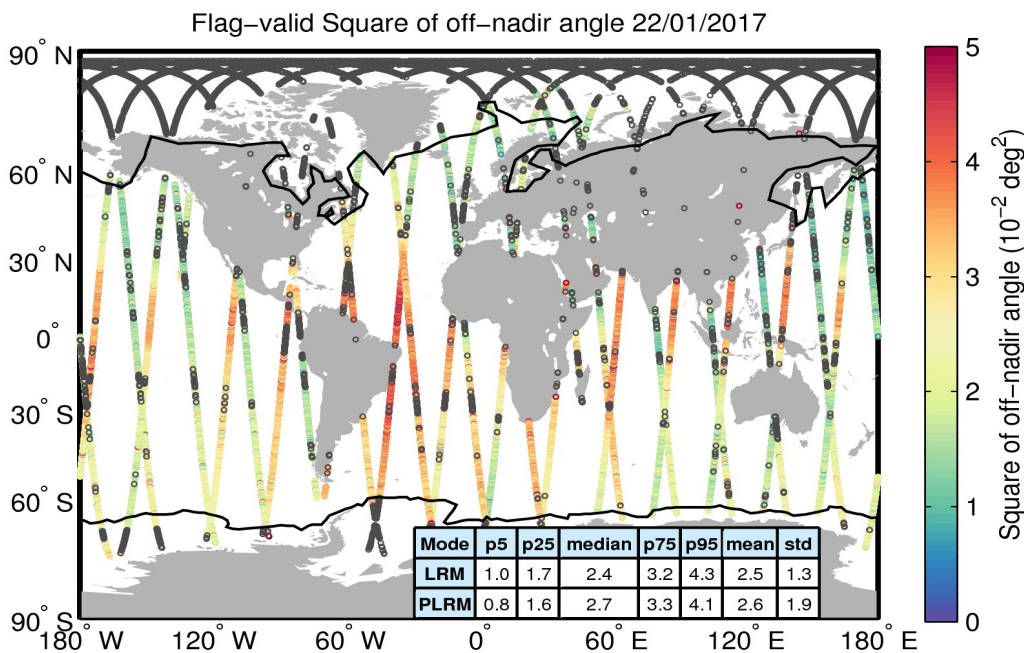 Flag−valid Square of off−nadir angle 22/01/2017
90° N
60° N
30° N
0°
30° S
60° S
90° S
180° W 120° W 60° W 0° 60° E 120° E 180° E
Mode p5 p25 median p75 p95 mean std
LRM 1.0 1.7 2.4 3.2 4.3 2.5 1.3
PLRM 0.8 1.6 2.7 3.3 4.1 2.6 1.9
5
4
3
2
1
0
Square of off−nadir angle (10⁻² deg²)